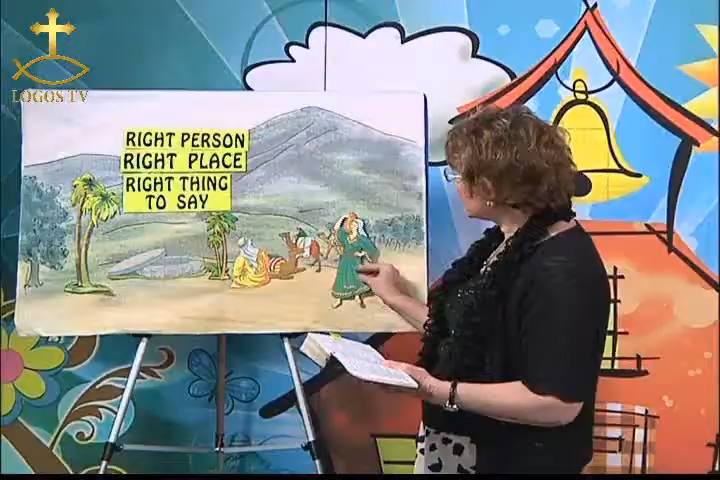 LOGOS TV
RIGHT PERSON
RIGHT PLACE
RIGHT THING
TO SAY